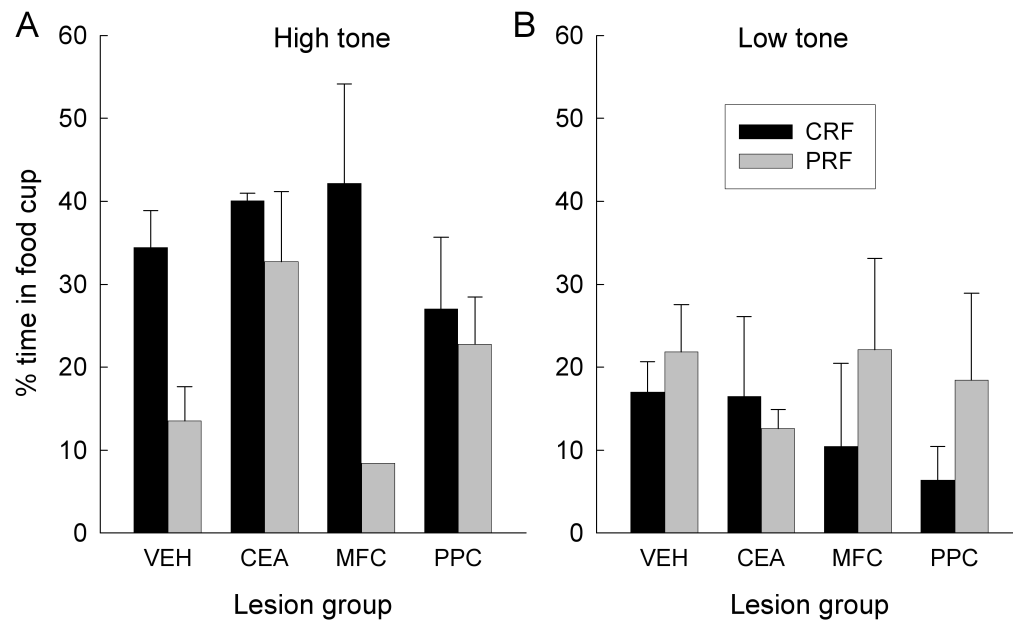 A
High tone
60
50
40
30
20
10
0
% time in food cup
VEH CEA MFC PPC
Lesion group
B
Low tone
CRF
PRF
60
50
40
30
20
10
0
VEH CEA MFC PPC
Lesion group